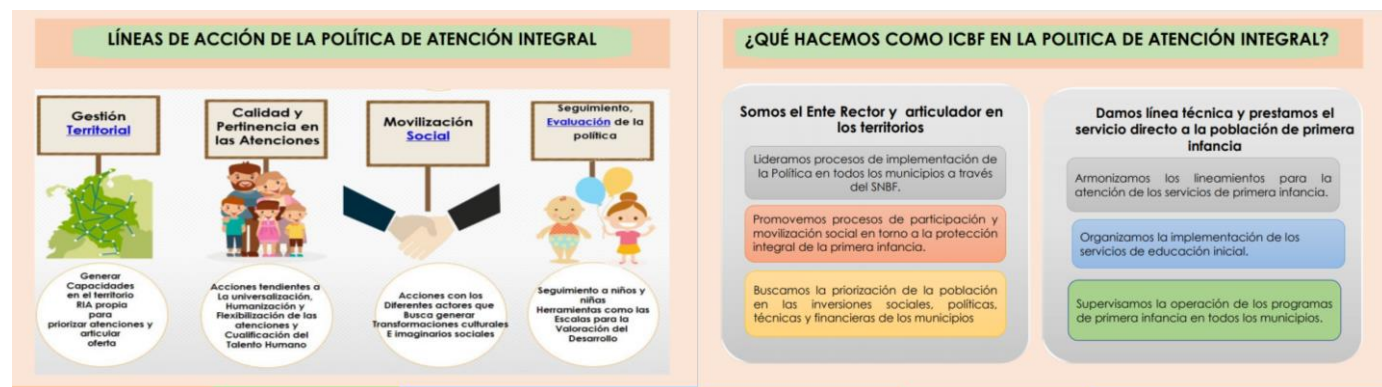 LÍNEAS DE ACCIÓN DE LA POLÍTICA DE ATENCIÓN INTEGRAL
Gestión
Territorial
Generar
Capacidades
en el territorio
RIA propia
para
priorizar atenciones y
articular
oferta
Calidad y
Pertinencia en
las Atenciones
Acciones tendientes a
La universalización,
Humanización y
Flexibilización de las
atenciones y
Cualificación del
Talento Humano
Movilización
Social
Acciones con los
Diferentes actores que
Busca generar
Transformaciones culturales
E imaginarios sociales
Seguimiento,
Evaluación de la
política
Seguimiento a niños y
niñas
Herramientas como las
Escalas para la
Valoración del
Desarrollo
¿QUÉ HACEMOS COMO ICBF EN LA POLITICA DE ATENCIÓN INTEGRAL?
Somos el Ente Rector y articulador en
los territorios
Lideramos procesos de implementación de
la Política en todos los municipios a través
del SNBF.
Promovemos procesos de participación y
movilización social en torno a la protección
integral de la primera infancia.
Buscamos la priorización de la población
en las inversiones sociales, políticas,
técnicas y financieras de los municipios
Damos línea técnica y prestamos el
servicio directo a la población de primera
infancia
Armonizamos los lineamientos para la
atención de los servicios de primera infancia.
Organizamos la implementación de los
servicios de educación inicial.
Supervisamos la operación de los programas
de primera infancia en todos los municipios.